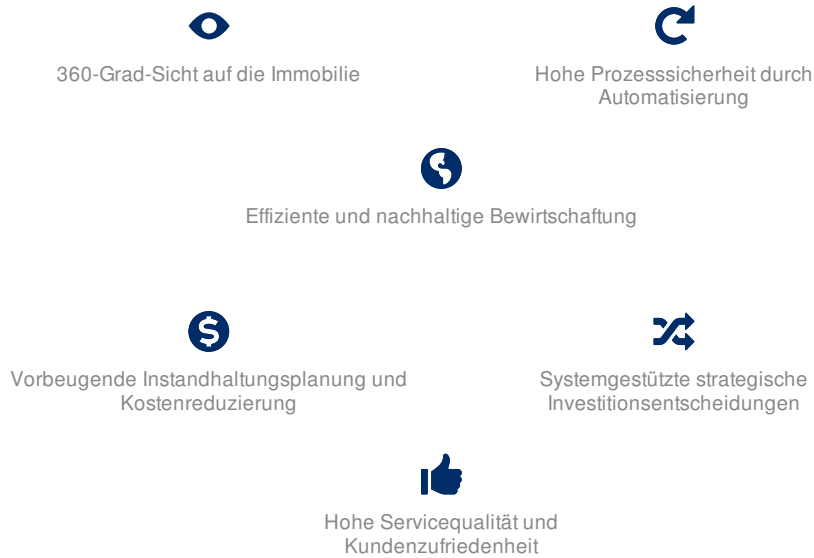 360-Grad-Sicht auf die Immobilie
Hohe Prozesssicherheit durch
Automatisierung
Effiziente und nachhaltige Bewirtschaftung
Vorbeugende Instandhaltungsplanung und
Kostenreduzierung
Systemgestützte strategische
Investitionsentscheidungen
Hohe Servicequalität und
Kundenzufriedenheit